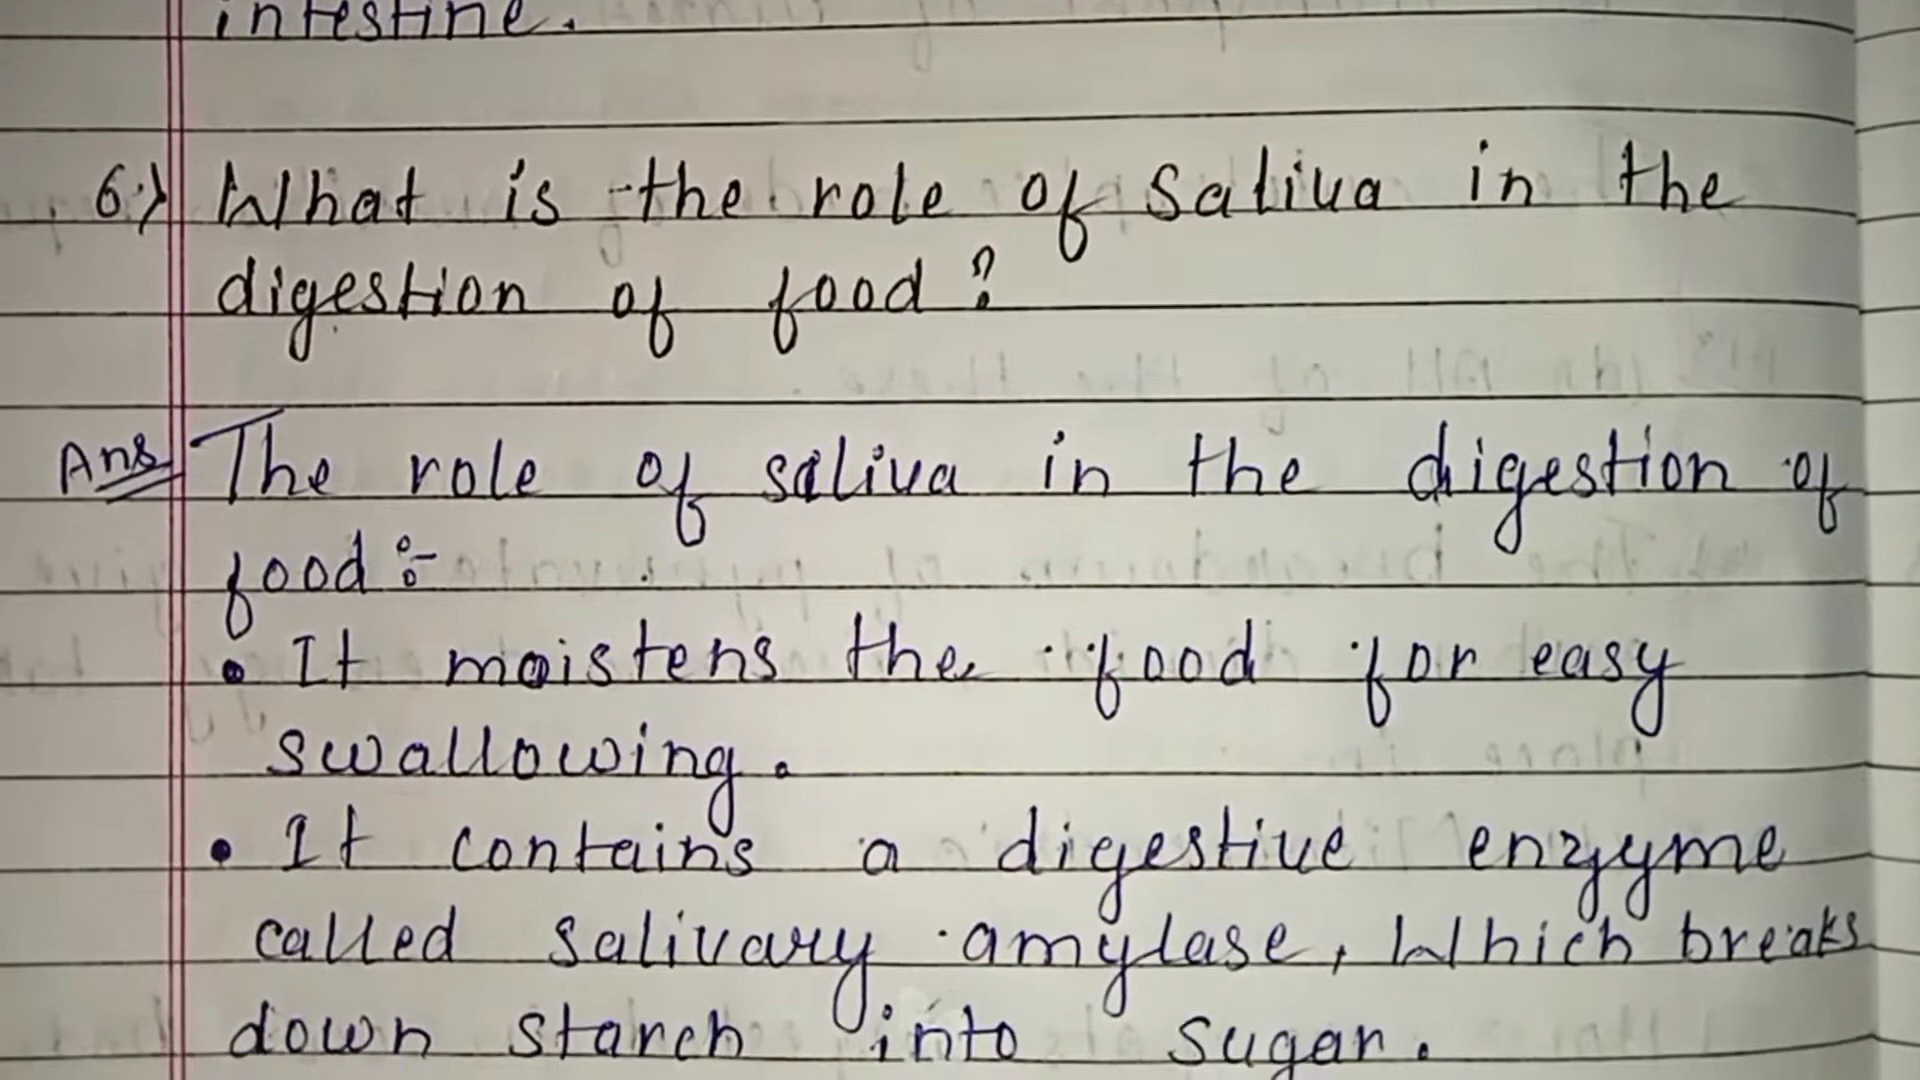 intestine.
6) What is the role of saliva in the
digestion of food?
Ans The role of saliva in the digestion of
food :-
• It moistens the food for easy
swallowing.
• It contains a digestive enzyme
called salivary amylase, Which breaks
down starch into sugar.